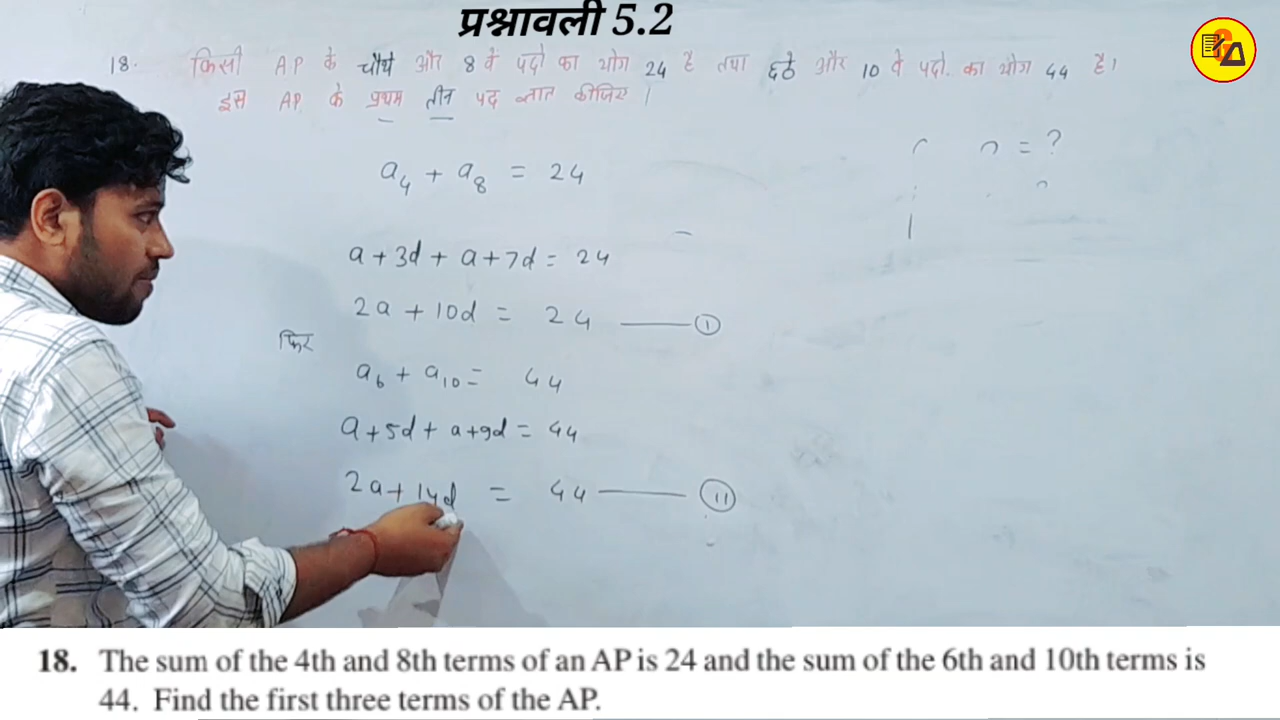 प्रश्नावली 5.2
18. किसी A.P के चौथे और 8 वें पदों का योग 24 है तथा 6ठे और 10 वें पदों का योग 44 है।
इस AP के प्रथम तीन पद ज्ञात कीजिए।
= ?
a₄ + a₈ = 24
a + 3d + a + 7d = 24
2a + 10d = 24 —— ①
फिर
a₆ + a₁₀ = 44
a + 5d + a + 9d = 44
2a + 14d = 44 —— (11)
18. The sum of the 4th and 8th terms of an AP is 24 and the sum of the 6th and 10th terms is
44. Find the first three terms of the AP.